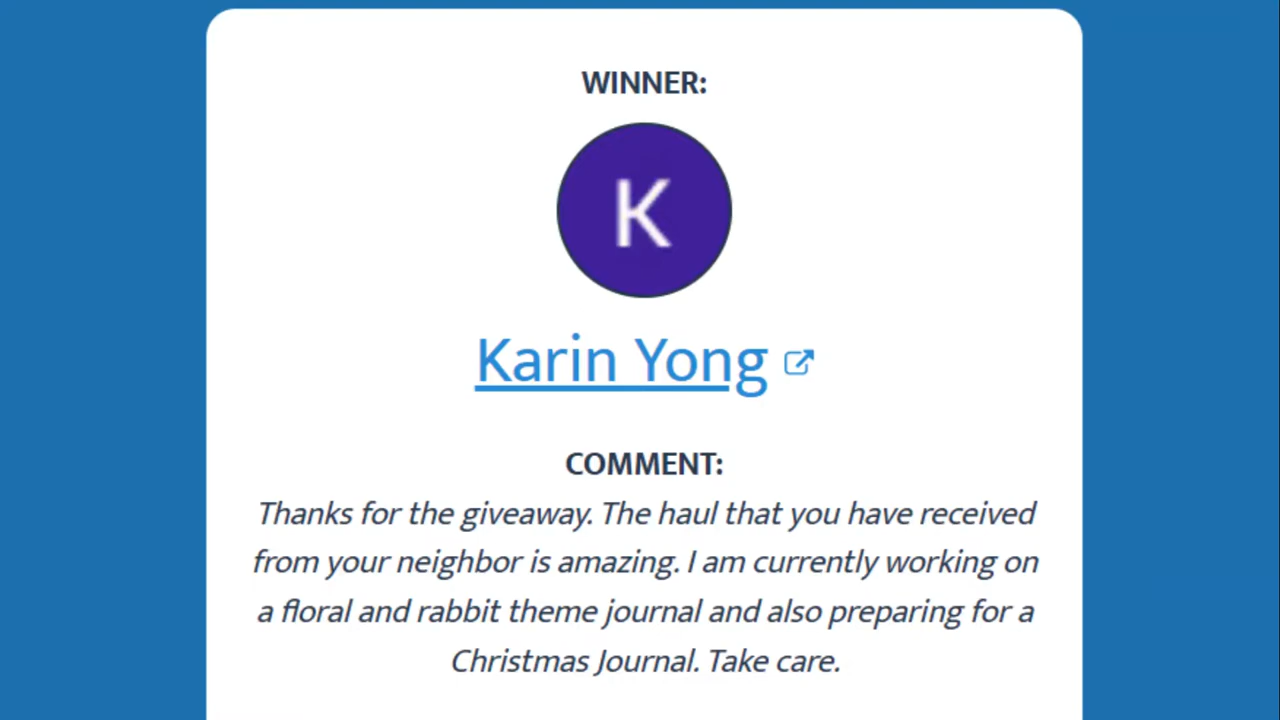 WINNER:
K
Karin Yong
COMMENT:
Thanks for the giveaway. The haul that you have received
from your neighbor is amazing. I am currently working on
a floral and rabbit theme journal and also preparing for a
Christmas Journal. Take care.